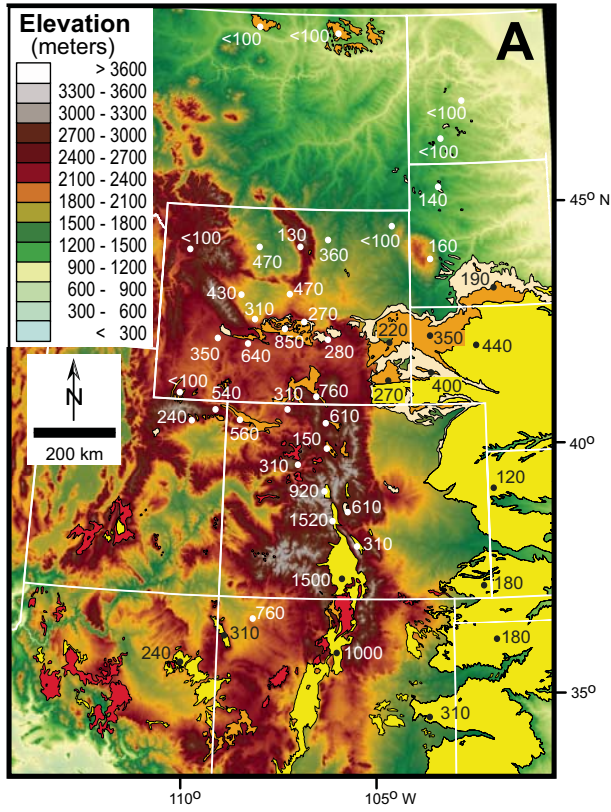 Elevation
(meters)
> 3600
3300 - 3600
3000 - 3300
2700 - 3000
2400 - 2700
2100 - 2400
1800 - 2100
1500 - 1800
1200 - 1500
900 - 1200
600 - 900
300 - 600
< 300
A
<100
<100
<100
<100
140
45° N
<100
130
<100
470
360
160
190
430
470
310
270
220
350
850
350
640
280
440
N
<100
540
310
760
270
400
240
560
610
40°
200 km
150
310
920
120
610
1520
310
1500
180
760
310
240
1000
180
310
35°
110°
105° W